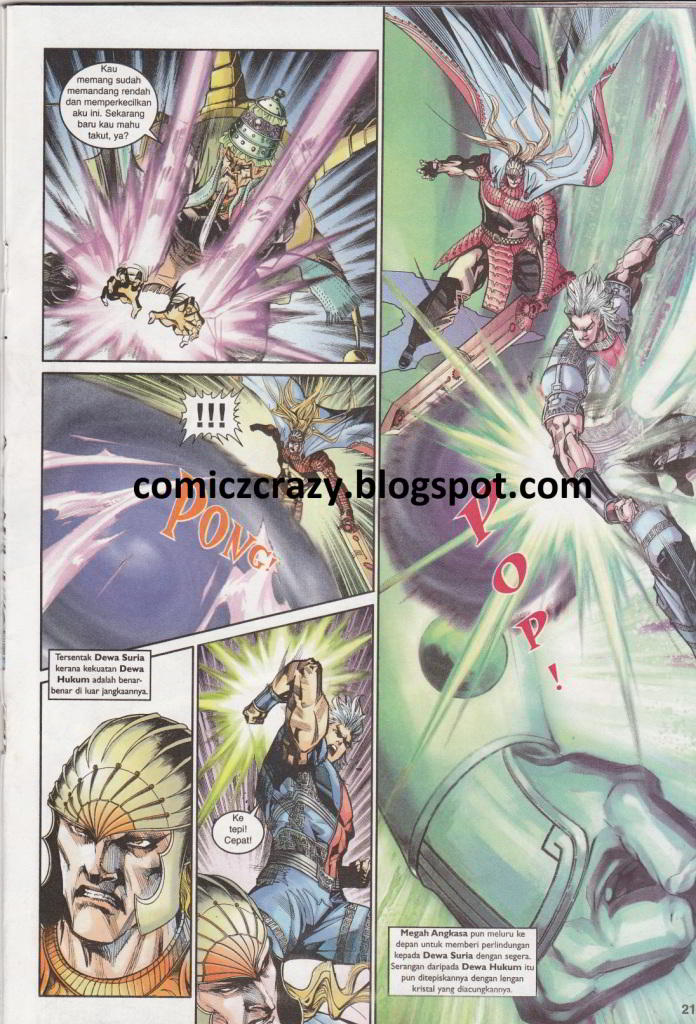 Kau
memang sudah
memandang rendah
dan memperkecilkan
aku ini. Sekarang
baru kau mahu
takut, ya?
!!!
PONG!
comiczcrazy.blogspot.com
Tersentak Dewa Suria
kerana kekuatan Dewa
Hukum adalah benar-
benar di luar jangkaannya.
Ke
tepi!
Cepat!
POP!
Megah Angkasa pun meluru ke
depan untuk memberi perlindungan
kepada Dewa Suria dengan segera.
Serangan daripada Dewa Hukum itu
pun ditepiskannya dengan lengan
kristal yang diacungkannya.
21